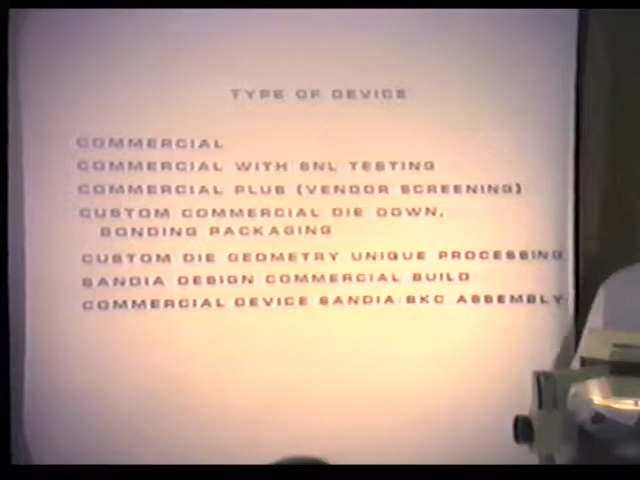 TYPE OF DEVICE
COMMERCIAL
COMMERCIAL WITH SNL TESTING
COMMERCIAL PLUS (VENDOR SCREENING)
CUSTOM COMMERCIAL DIE DOWN,
BONDING PACKAGING
CUSTOM DIE GEOMETRY UNIQUE PROCESSING
SANDIA DESIGN COMMERCIAL BUILD
COMMERCIAL DEVICE SANDIA/BKC ASSEMBLY